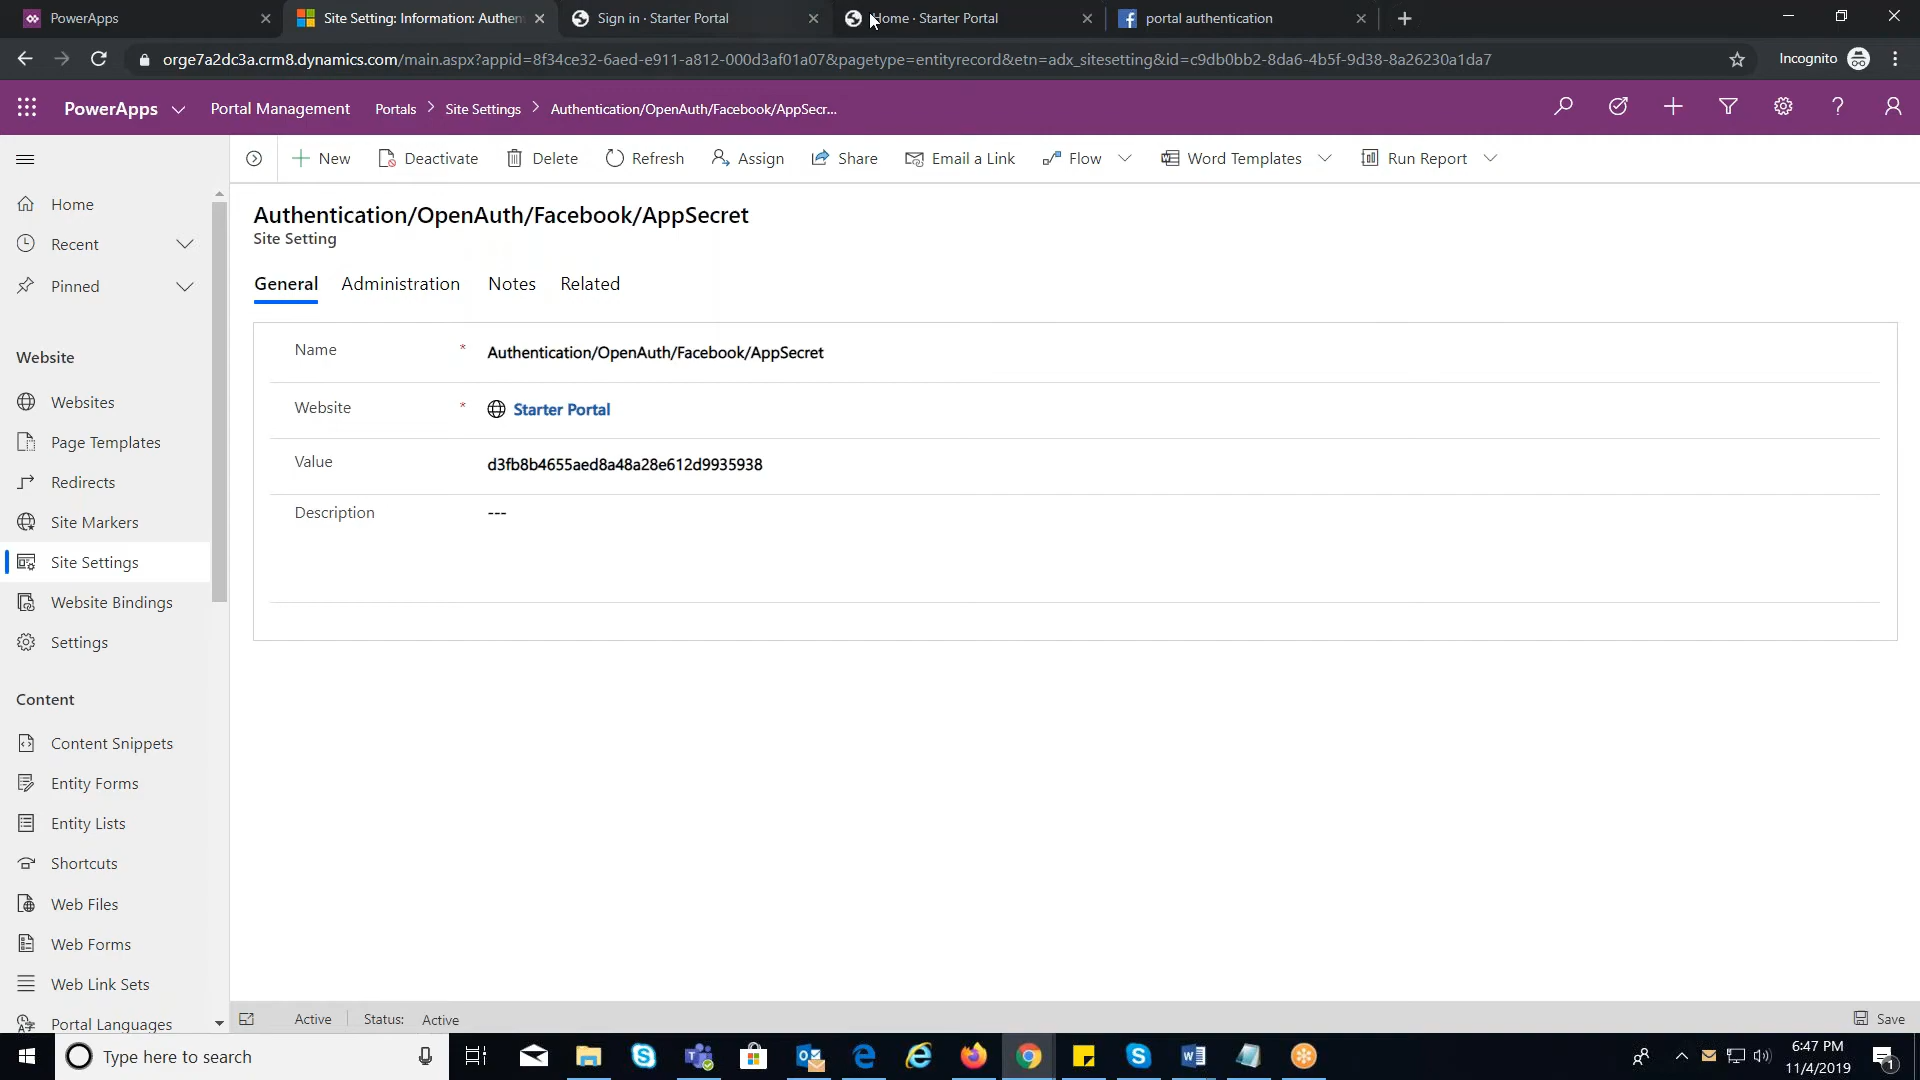 PowerApps
Site Setting: Information: Authen
Sign in · Starter Portal
Home · Starter Portal
portal authentication
orge7a2dc3a.crm8.dynamics.com/main.aspx?appid=8f34ce32-6aed-e911-a812-000d3af01a07&pagetype=entityrecord&etn=adx_sitesetting&id=c9db0bb2-8da6-4b5f-9d38-8a26230a1da7
Incognito
PowerApps
Portal Management
Portals > Site Settings > Authentication/OpenAuth/Facebook/AppSecr...
New
Deactivate
Delete
Refresh
Assign
Share
Email a Link
Flow
Word Templates
Run Report
Home
Recent
Pinned
Website
Websites
Page Templates
Redirects
Site Markers
Site Settings
Website Bindings
Settings
Content
Content Snippets
Entity Forms
Entity Lists
Shortcuts
Web Files
Web Forms
Web Link Sets
Portal Languages
Authentication/OpenAuth/Facebook/AppSecret
Site Setting
General
Administration
Notes
Related
Name * Authentication/OpenAuth/Facebook/AppSecret
Website * Starter Portal
Value d3fb8b4655aed8a48a28e612d9935938
Description ---
Active
Status: Active
Save
Type here to search
6:47 PM
11/4/2019
1